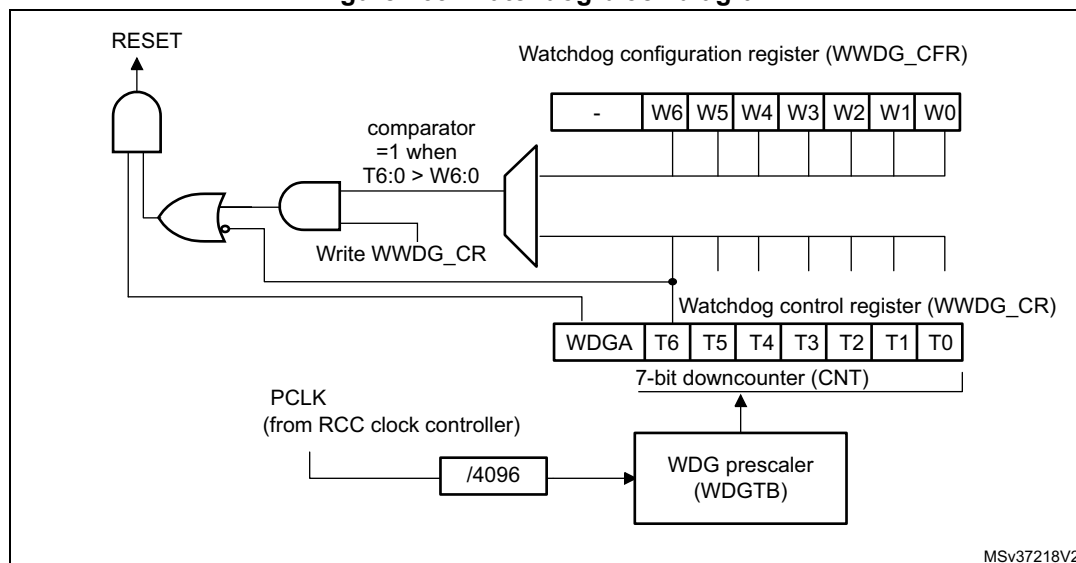 RESET
Watchdog configuration register (WWDG_CFR)
- W6 W5 W4 W3 W2 W1 W0
comparator
=1 when
T6:0 > W6:0
Write WWDG_CR
Watchdog control register (WWDG_CR)
WDGA T6 T5 T4 T3 T2 T1 T0
7-bit downcounter (CNT)
PCLK
(from RCC clock controller)
/4096
WDG prescaler
(WDGTB)
MSv37218V2